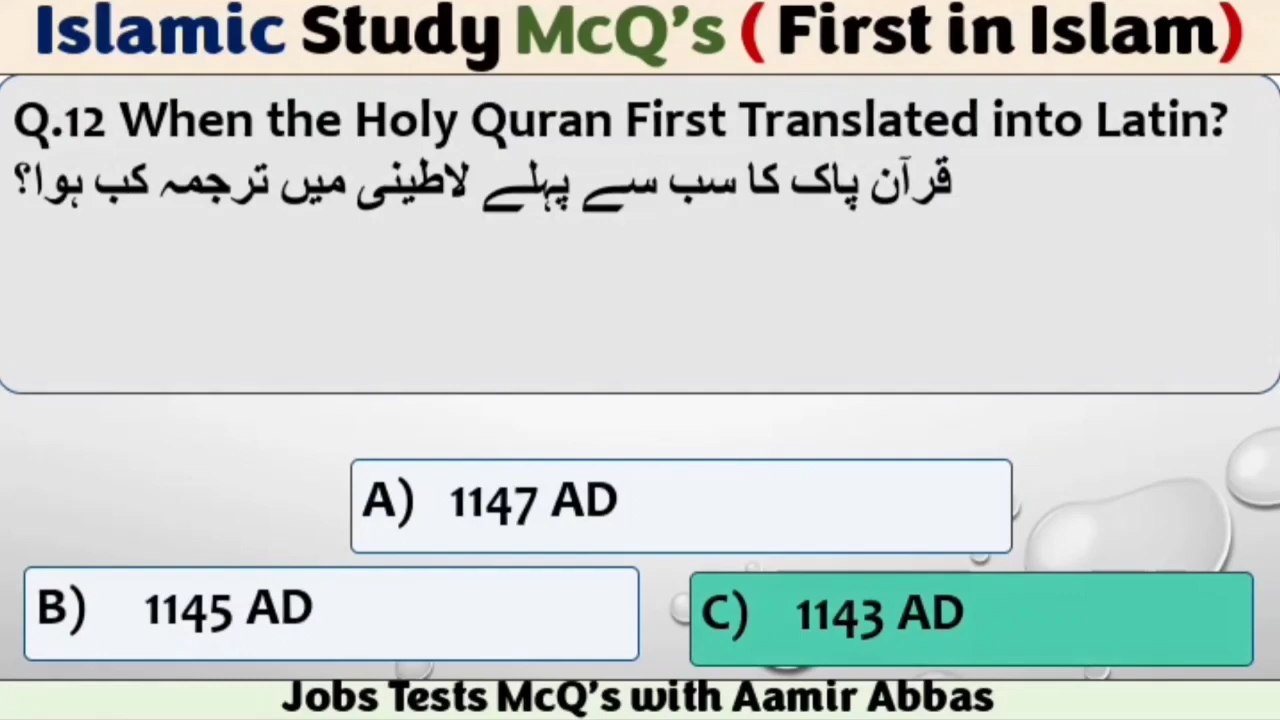 Islamic Study McQ's ( First in Islam)
Q.12 When the Holy Quran First Translated into Latin?
قرآن پاک کا سب سے پہلے لاطینی میں ترجمہ کب ہوا؟
A) 1147 AD
B) 1145 AD
C) 1143 AD
Jobs Tests McQ's with Aamir Abbas